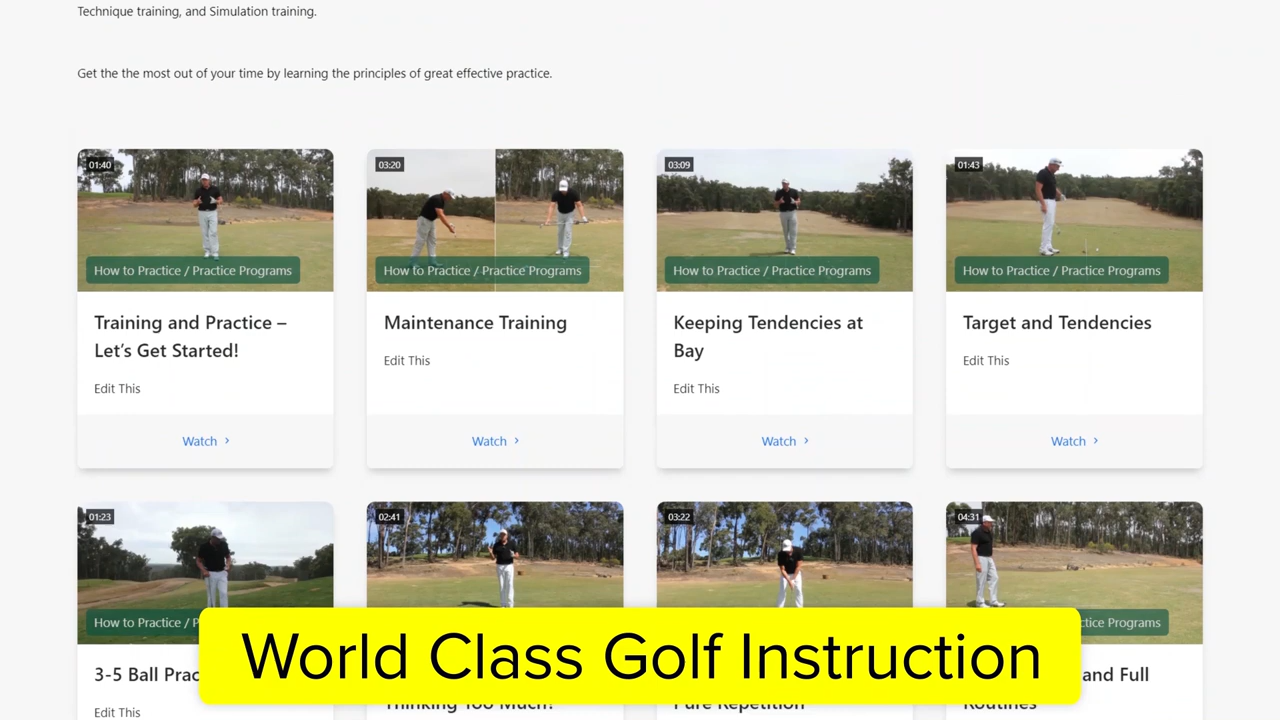 Technique training, and Simulation training.
Get the the most out of your time by learning the principles of great effective practice.
01:40
How to Practice / Practice Programs
Training and Practice –
Let's Get Started!
Edit This
Watch
03:20
How to Practice / Practice Programs
Maintenance Training
Edit This
Watch
03:09
How to Practice / Practice Programs
Keeping Tendencies at
Bay
Edit This
Watch
01:43
How to Practice / Practice Programs
Target and Tendencies
Edit This
Watch
01:23
How to Practice /
3-5 Ball
Edit This
02:41
Thinking Too Much?
03:22
Pure Repetition
04:31
Programs
and Full
Routines
World Class Golf Instruction